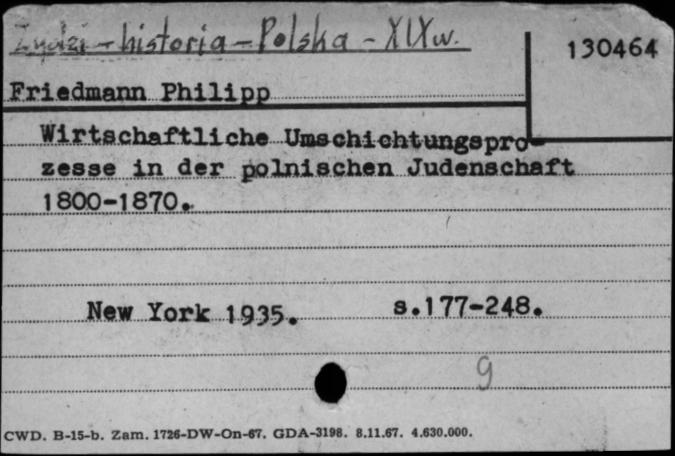 Żydzi - historia - Polska - XIX w.
130464
Friedmann Philipp
Wirtschaftliche Umschichtungspro-
zesse in der polnischen Judenschaft
1800-1870.
New York 1935. s.177-248.
9
CWD. B-15-b. Zam. 1726-DW-On-67. GDA-3198. 8.11.67. 4.630.000.